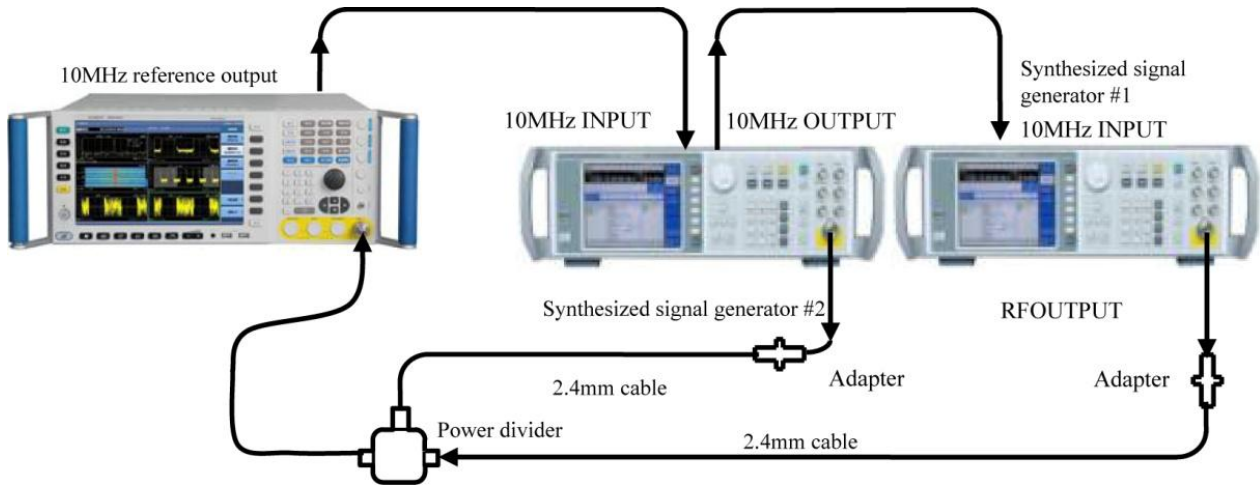 10MHz reference output
Synthesized signal
generator #1
10MHz INPUT
10MHz OUTPUT
10MHz INPUT
Synthesized signal generator #2
RFOUTPUT
Adapter
Adapter
2.4mm cable
Power divider
2.4mm cable